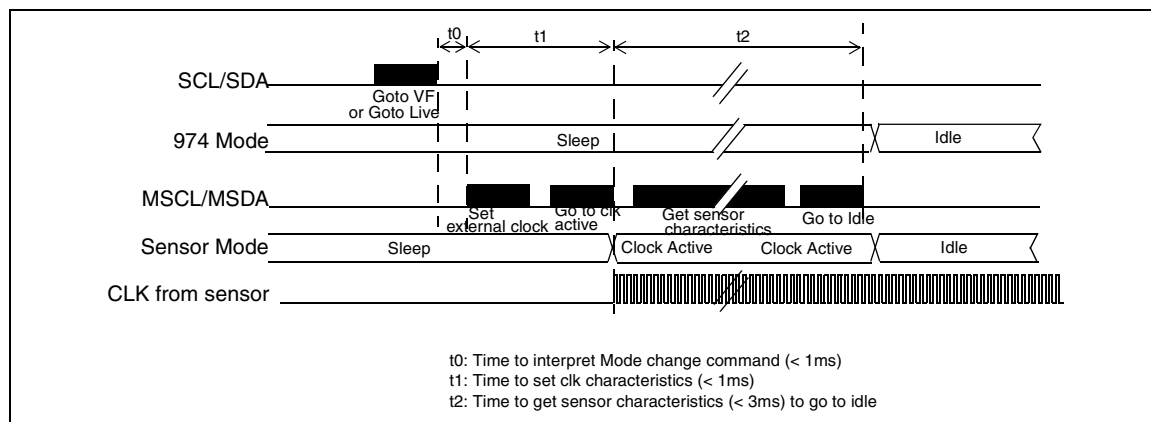 t0 t1 t2
SCL/SDA
Goto VF
or Goto Live
974 Mode
Sleep
Idle
MSCL/MSDA
Set
external clock
Go to clk
active
Get sensor
characteristics
Go to Idle
Sensor Mode
Sleep
Clock Active
Clock Active
Idle
CLK from sensor
t0: Time to interpret Mode change command (< 1ms)
t1: Time to set clk characteristics (< 1ms)
t2: Time to get sensor characteristics (< 3ms) to go to idle